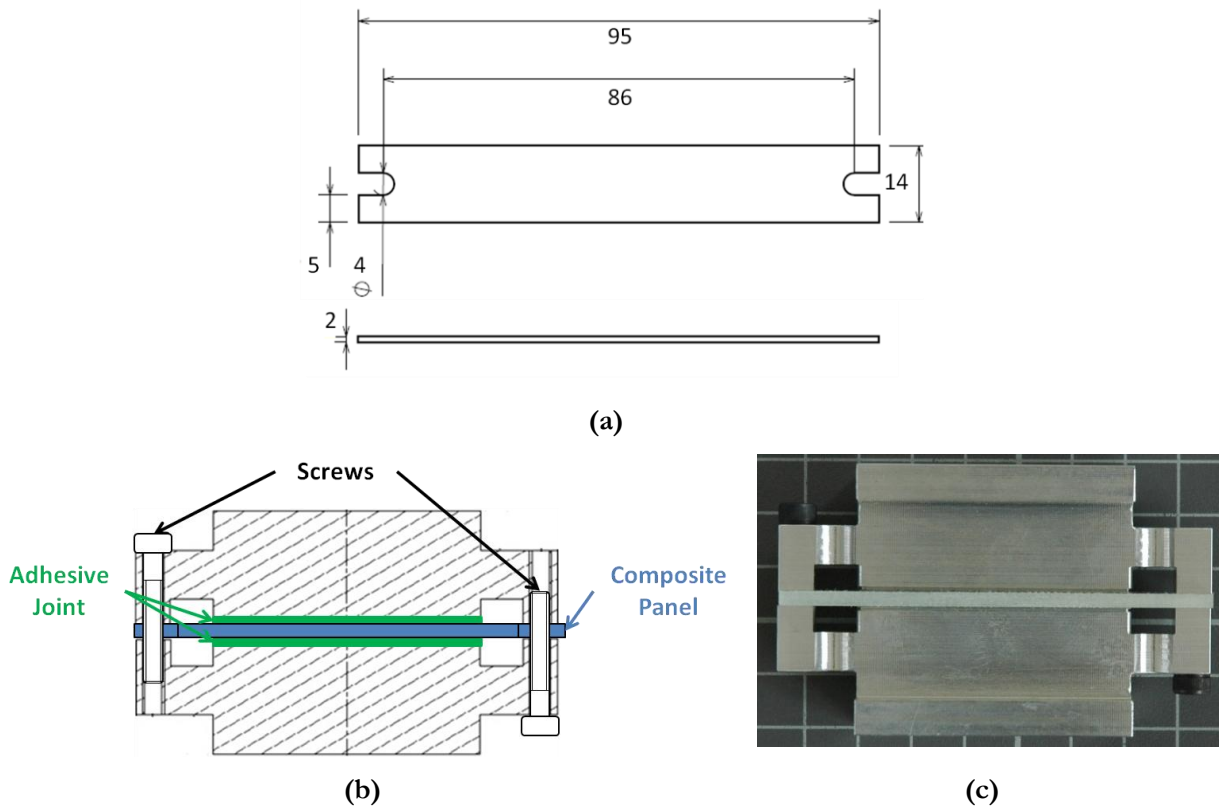 95
86
14
5
4
⌀
2
(a)
Screws
Adhesive
Joint
Composite
Panel
(b)
(c)